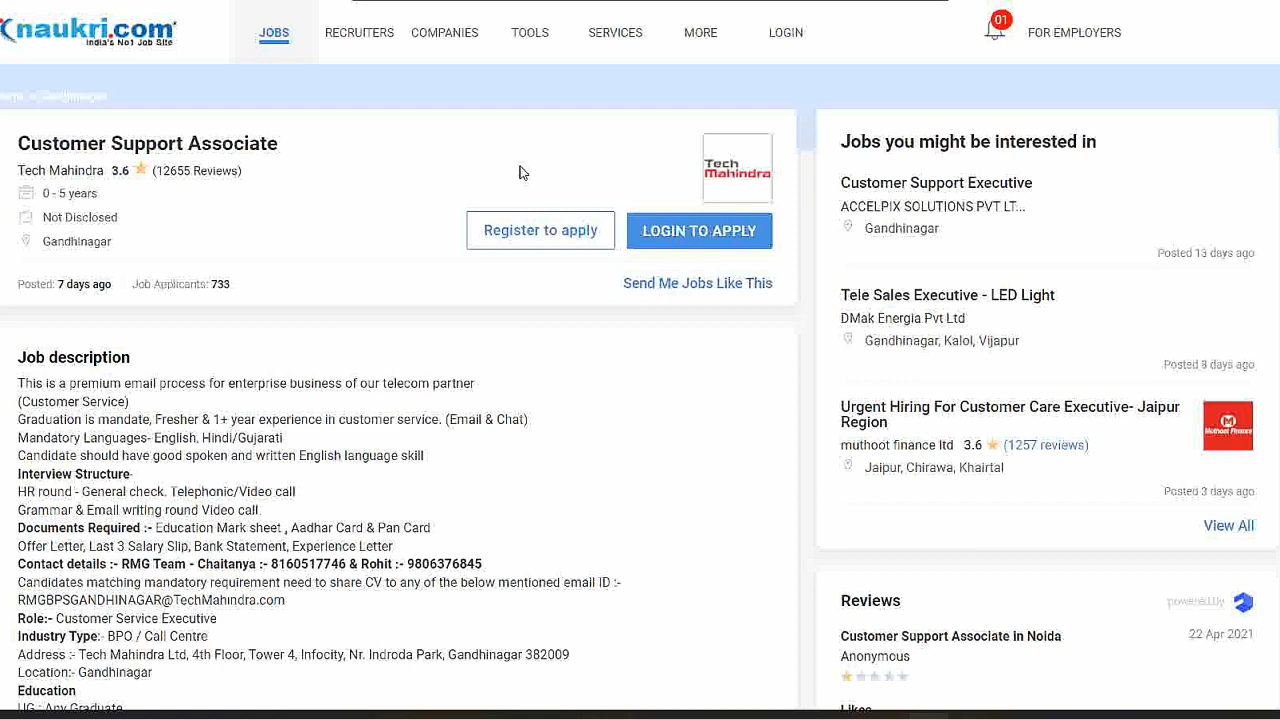 naukri.com
India's No1 Job Site
JOBS
RECRUITERS
COMPANIES
TOOLS
SERVICES
MORE
LOGIN
01
FOR EMPLOYERS
Customer Support Associate
Tech Mahindra 3.6 (12655 Reviews)
0 - 5 years
Not Disclosed
Gandhinagar
Tech
Mahindra
Register to apply
LOGIN TO APPLY
Posted: 7 days ago Job Applicants: 733
Send Me Jobs Like This
Job description
This is a premium email process for enterprise business of our telecom partner
(Customer Service)
Graduation is mandate, Fresher & 1+ year experience in customer service. (Email & Chat)
Mandatory Languages- English, Hindi/Gujarati
Candidate should have good spoken and written English language skill
Interview Structure-
HR round - General check. Telephonic/Video call
Grammar & Email writing round Video call
Documents Required :- Education Mark sheet , Aadhar Card & Pan Card
Offer Letter, Last 3 Salary Slip, Bank Statement, Experience Letter
Contact details :- RMG Team - Chaitanya :- 8160517746 & Rohit :- 9806376845
Candidates matching mandatory requirement need to share CV to any of the below mentioned email ID :-
RMGBPSGANDHINAGAR@TechMahindra.com
Role:- Customer Service Executive
Industry Type:- BPO / Call Centre
Address :- Tech Mahindra Ltd, 4th Floor, Tower 4, Infocity, Nr. Indroda Park, Gandhinagar 382009
Location:- Gandhinagar
Education
UG : Any Graduate
Jobs you might be interested in
Customer Support Executive
ACCELPIX SOLUTIONS PVT LT...
Gandhinagar
Posted 13 days ago
Tele Sales Executive - LED Light
DMak Energia Pvt Ltd
Gandhinagar, Kalol, Vijapur
Posted 8 days ago
Urgent Hiring For Customer Care Executive- Jaipur
Region
muthoot finance ltd 3.6 (1257 reviews)
Muthoot Finance
Jaipur, Chirawa, Khairtal
Posted 3 days ago
View All
Reviews
powered by
Customer Support Associate in Noida
22 Apr 2021
Anonymous
Likes